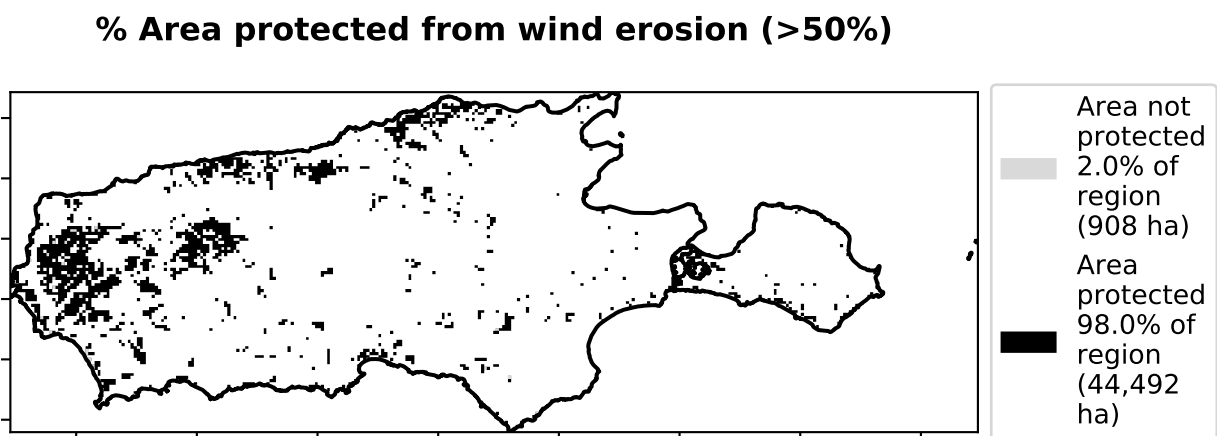 % Area protected from wind erosion (>50%)
Area not
protected
2.0% of
region
(908 ha)
Area
protected
98.0% of
region
(44,492
ha)